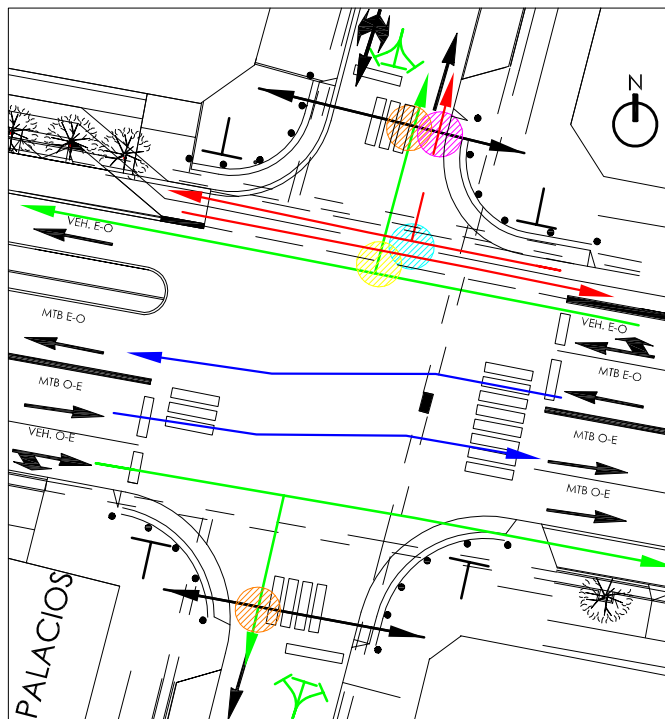 N
VEH. E-O
VEH. E-O
MTB E-O
MTB E-O
MTB O-E
MTB O-E
VEH. O-E
MTB O-E
PALACIOS